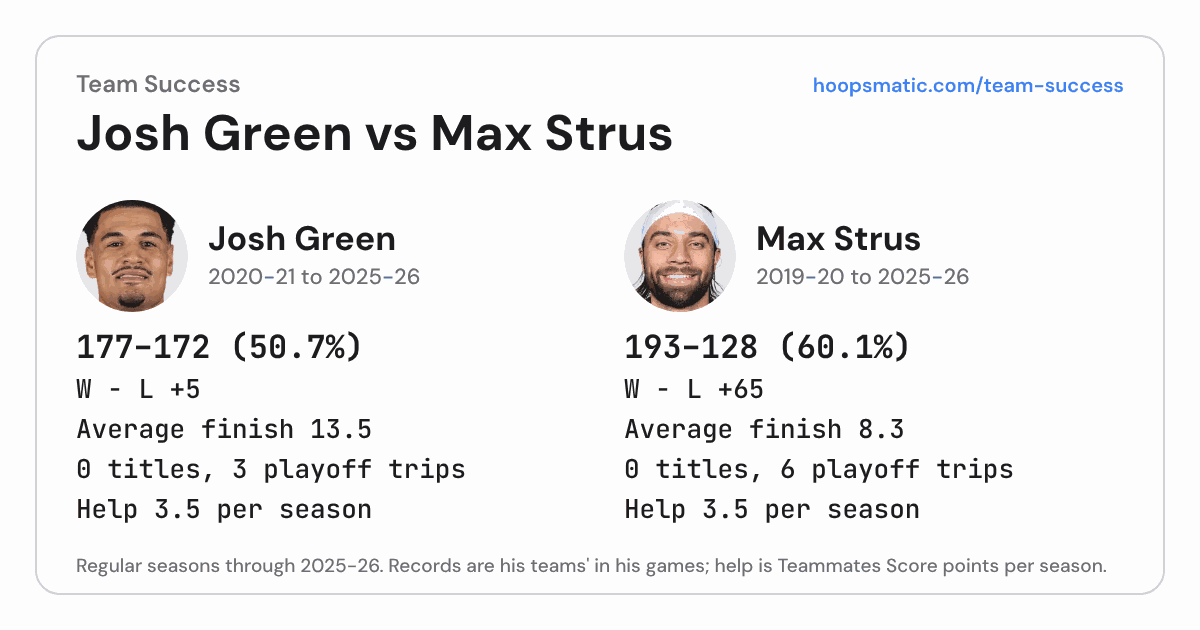 Team Success
hoopsmatic.com/team-success
Josh Green vs Max Strus
Josh Green
2020-21 to 2025-26
177-172 (50.7%)
W - L +5
Average finish 13.5
0 titles, 3 playoff trips
Help 3.5 per season
Max Strus
2019-20 to 2025-26
193-128 (60.1%)
W - L +65
Average finish 8.3
0 titles, 6 playoff trips
Help 3.5 per season
Regular seasons through 2025-26. Records are his teams' in his games; help is Teammates Score points per season.